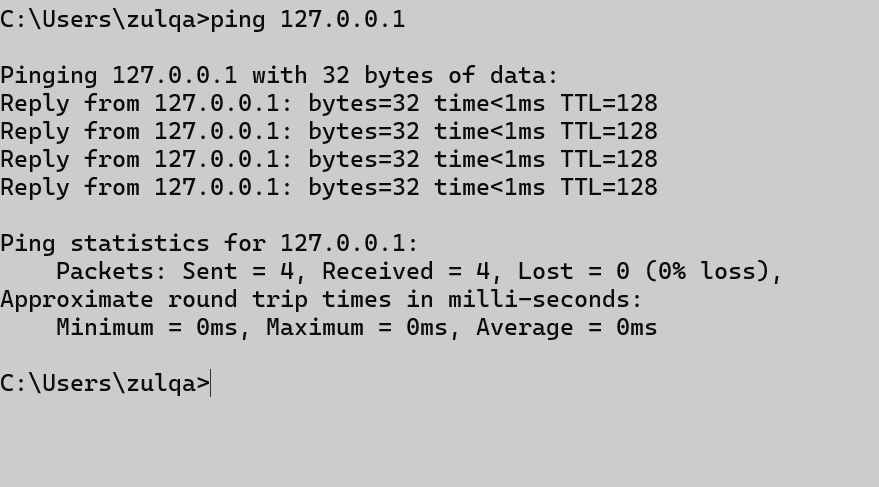 C:\Users\zulqa>ping 127.0.0.1
Pinging 127.0.0.1 with 32 bytes of data:
Reply from 127.0.0.1: bytes=32 time<1ms TTL=128
Reply from 127.0.0.1: bytes=32 time<1ms TTL=128
Reply from 127.0.0.1: bytes=32 time<1ms TTL=128
Reply from 127.0.0.1: bytes=32 time<1ms TTL=128
Ping statistics for 127.0.0.1:
    Packets: Sent = 4, Received = 4, Lost = 0 (0% loss),
Approximate round trip times in milli-seconds:
    Minimum = 0ms, Maximum = 0ms, Average = 0ms
C:\Users\zulqa>